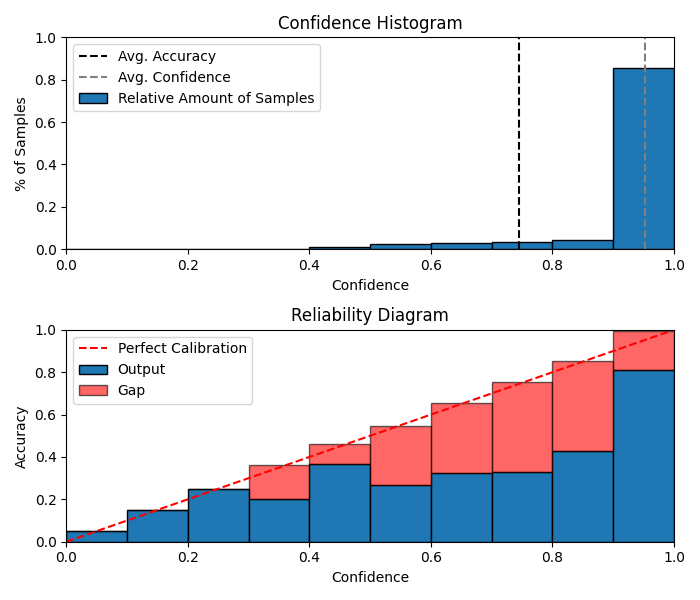 Confidence Histogram
1.0
0.8
0.6
0.4
0.2
0.0
% of Samples
Avg. Accuracy
Avg. Confidence
Relative Amount of Samples
0.0 0.2 0.4 0.6 0.8 1.0
Confidence
Reliability Diagram
1.0
0.8
0.6
0.4
0.2
0.0
Accuracy
Perfect Calibration
Output
Gap
0.0 0.2 0.4 0.6 0.8 1.0
Confidence